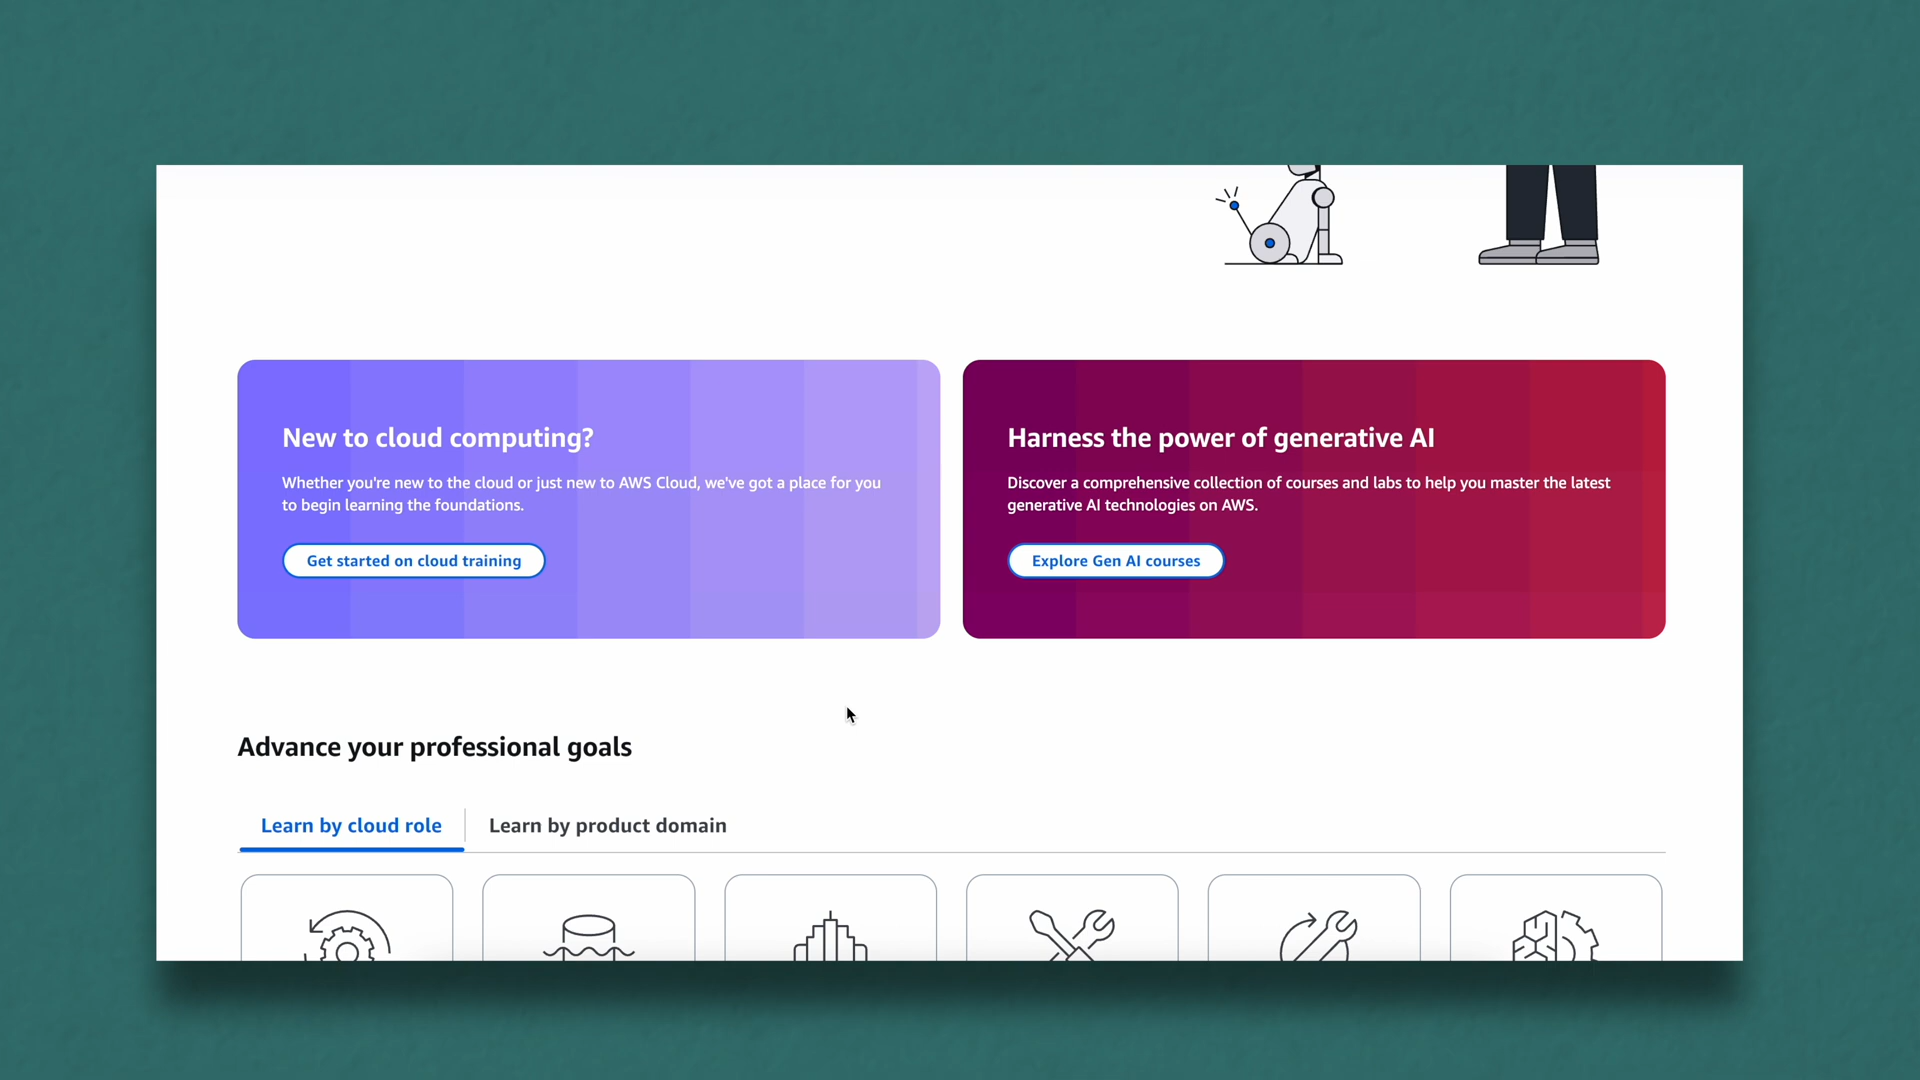 New to cloud computing?
Whether you're new to the cloud or just new to AWS Cloud, we've got a place for you
to begin learning the foundations.
Get started on cloud training
Harness the power of generative AI
Discover a comprehensive collection of courses and labs to help you master the latest
generative AI technologies on AWS.
Explore Gen AI courses
Advance your professional goals
Learn by cloud role
Learn by product domain